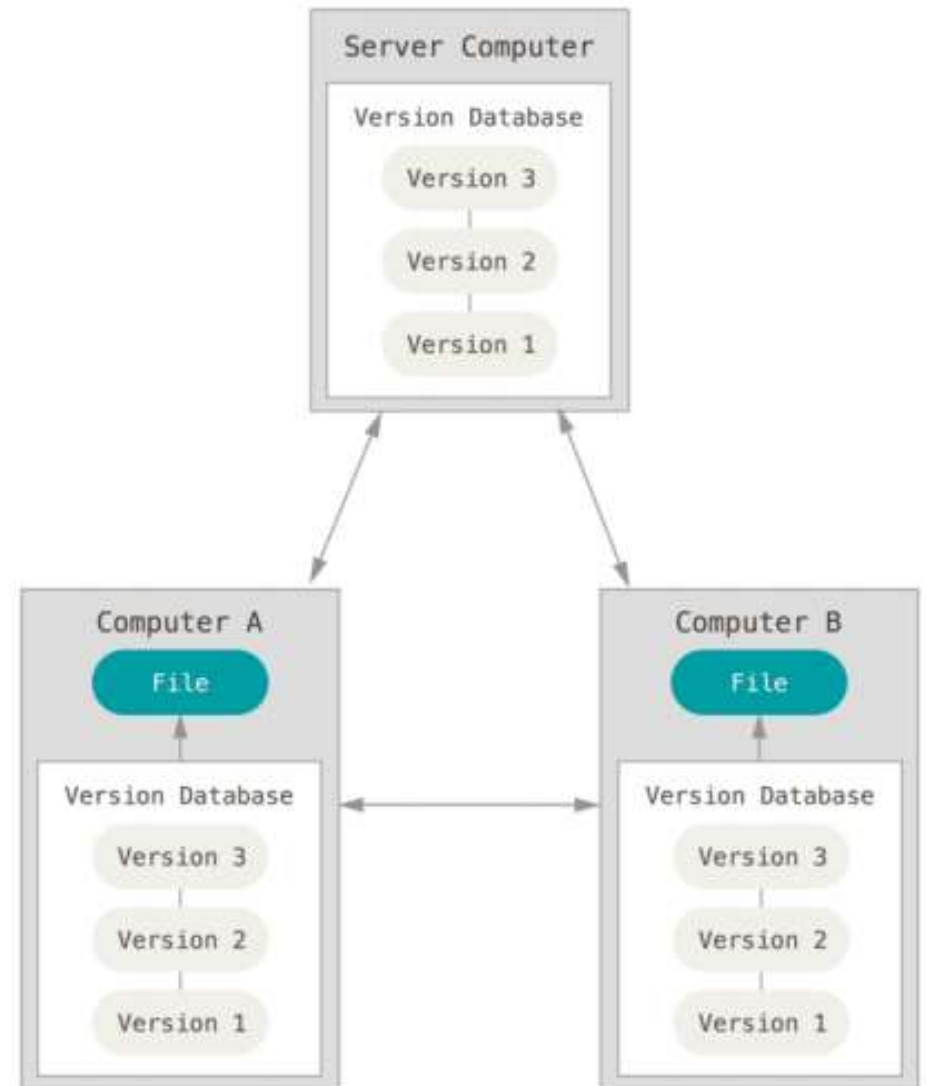 Server Computer
Version Database
Version 3
Version 2
Version 1
Computer A
File
Version Database
Version 3
Version 2
Version 1
Computer B
File
Version Database
Version 3
Version 2
Version 1